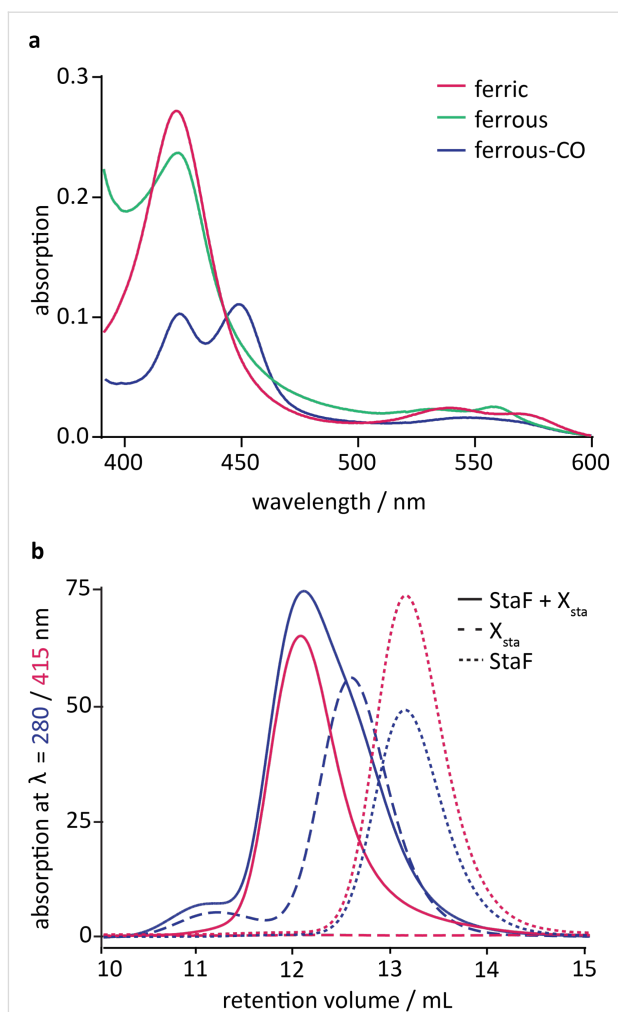 a
0.3
0.2
0.1
0.0
absorption
ferric
ferrous
ferrous-CO
400 450 500 550 600
wavelength / nm
b
75
50
25
0
absorption at λ = 280 / 415 nm
StaF + Xsta
Xsta
StaF
10 11 12 13 14 15
retention volume / mL